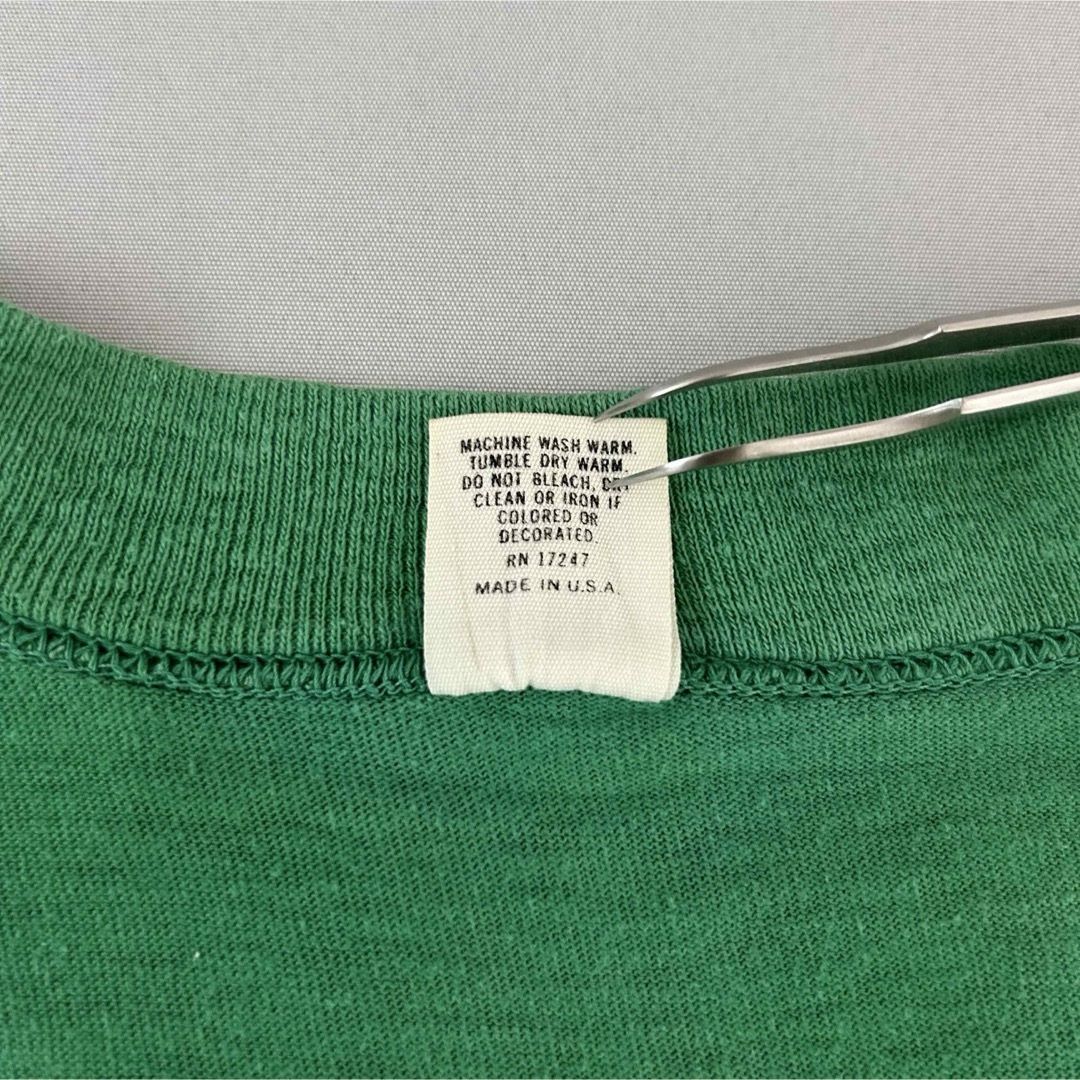 MACHINE WASH WARM.
TUMBLE DRY WARM.
DO NOT BLEACH, DRY
CLEAN OR IRON IF
COLORED OR
DECORATED.
RN 17247
MADE IN U.S.A.